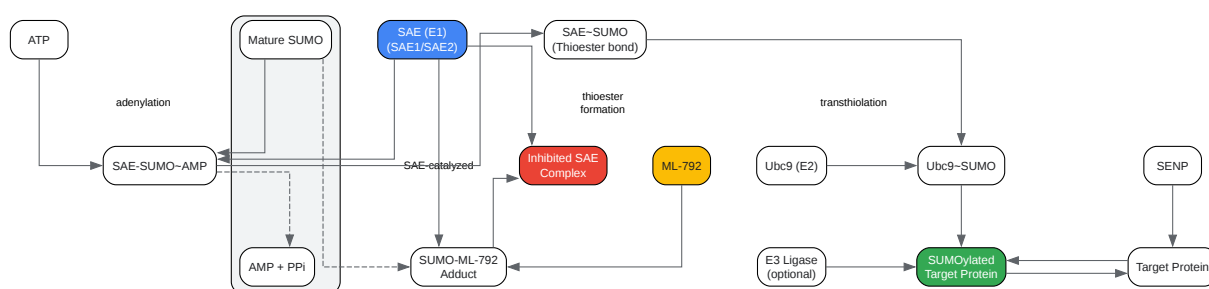 ATP
Mature SUMO
SAE (E1)
(SAE1/SAE2)
SAE~SUMO
(Thioester bond)
adenylation
thioester
formation
transthiolation
SAE-SUMO~AMP
SAE-catalyzed
Inhibited SAE
Complex
ML-792
Ubc9 (E2)
Ubc9~SUMO
SENP
AMP + PPi
SUMO-ML-792
Adduct
E3 Ligase
(optional)
SUMOylated
Target Protein
Target Protein